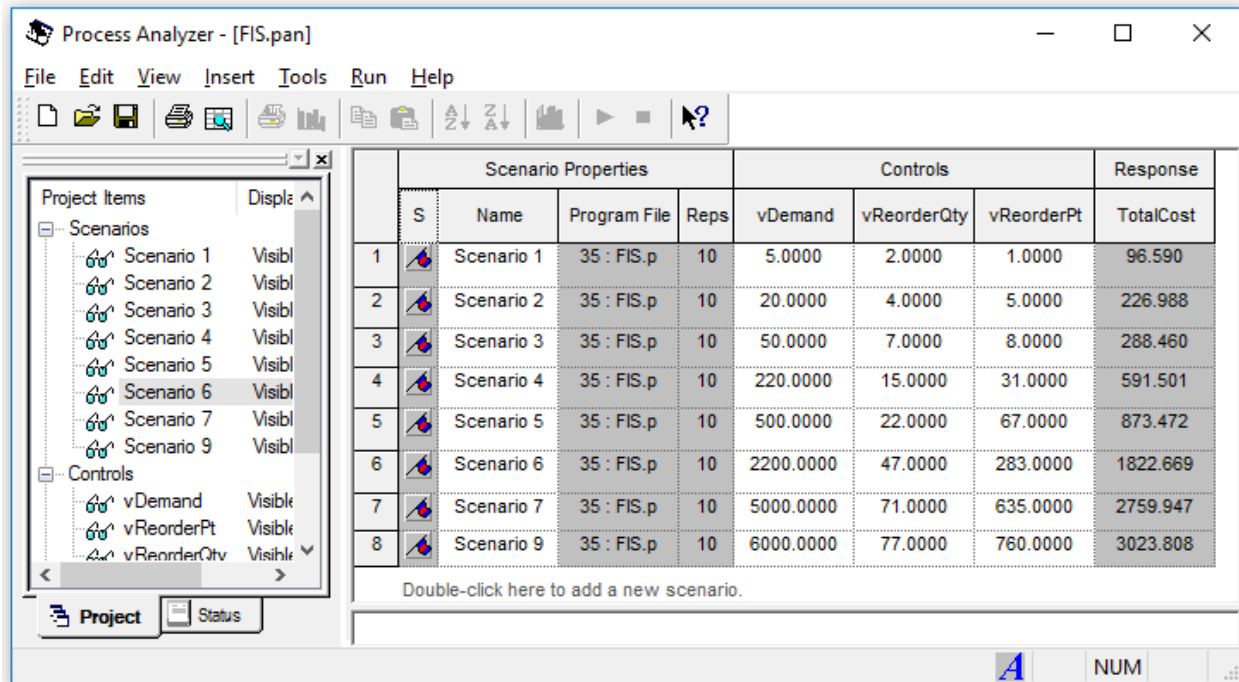 Process Analyzer - [FIS.pan]
File Edit View Insert Tools Run Help
Project Items Displa
Scenarios
Scenario 1 Visibl
Scenario 2 Visibl
Scenario 3 Visibl
Scenario 4 Visibl
Scenario 5 Visibl
Scenario 6 Visibl
Scenario 7 Visibl
Scenario 9 Visibl
Controls
vDemand Visible
vReorderPt Visible
vReorderQty Visible
Project Status
Scenario Properties Controls Response
S Name Program File Reps vDemand vReorderQty vReorderPt TotalCost
1 Scenario 1 35 : FIS.p 10 5.0000 2.0000 1.0000 96.590
2 Scenario 2 35 : FIS.p 10 20.0000 4.0000 5.0000 226.988
3 Scenario 3 35 : FIS.p 10 50.0000 7.0000 8.0000 288.460
4 Scenario 4 35 : FIS.p 10 220.0000 15.0000 31.0000 591.501
5 Scenario 5 35 : FIS.p 10 500.0000 22.0000 67.0000 873.472
6 Scenario 6 35 : FIS.p 10 2200.0000 47.0000 283.0000 1822.669
7 Scenario 7 35 : FIS.p 10 5000.0000 71.0000 635.0000 2759.947
8 Scenario 9 35 : FIS.p 10 6000.0000 77.0000 760.0000 3023.808
Double-click here to add a new scenario.
A NUM